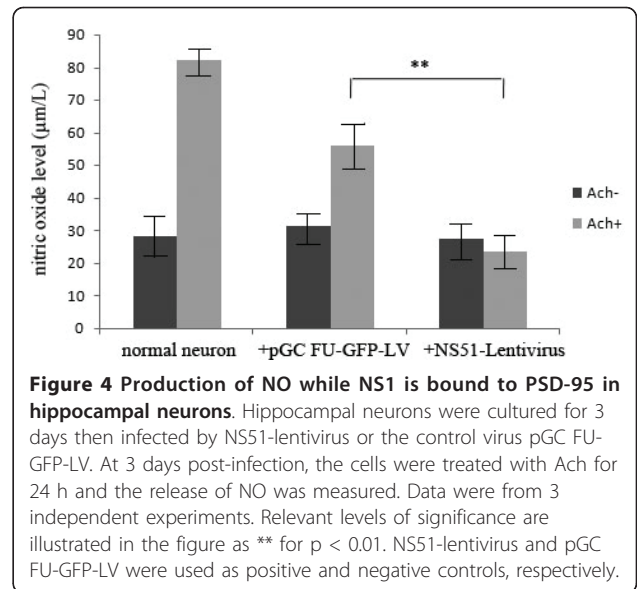 90
80
70
60
50
40
30
20
10
0
nitric oxide level (μm/L)
**
Ach-
Ach+
normal neuron +pGC FU-GFP-LV +NS51-Lentivirus
Figure 4 Production of NO while NS1 is bound to PSD-95 in
hippocampal neurons. Hippocampal neurons were cultured for 3
days then infected by NS51-lentivirus or the control virus pGC FU-
GFP-LV. At 3 days post-infection, the cells were treated with Ach for
24 h and the release of NO was measured. Data were from 3
independent experiments. Relevant levels of significance are
illustrated in the figure as ** for p < 0.01. NS51-lentivirus and pGC
FU-GFP-LV were used as positive and negative controls, respectively.